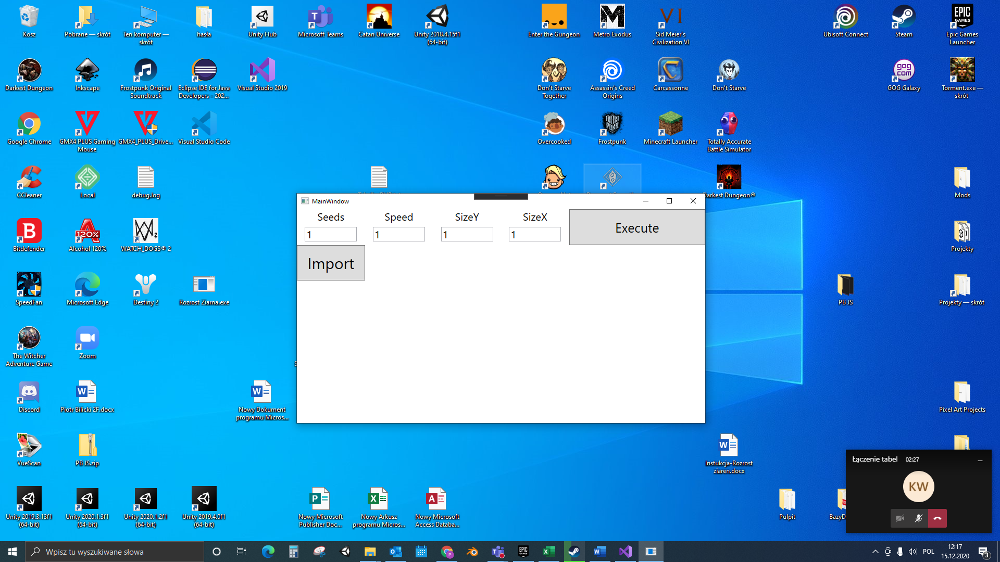 Kosz
Pobrane — skrót
Ten komputer —
skrót
hasła
Unity Hub
Microsoft Teams
Catan Universe
Unity 2018.4.15f1
(64-bit)
Enter the Gungeon
Metro Exodus
Sid Meier's
Civilization VI
Ubisoft Connect
Steam
Epic Games
Launcher
Darkest Dungeon
Inkscape
Frostpunk Original
Soundtrack
Eclipse IDE for Java
Developers - 202...
Visual Studio 2019
Don't Starve
Together
Assassin's Creed
Origins
Carcassonne
Don't Starve
GOG Galaxy
Torment.exe —
skrót
Google Chrome
GMX4 PLUS Gaming
Mouse
GMX4_PLUS_Drive...
Visual Studio Code
Overcooked
Frostpunk
Minecraft Launcher
Totally Accurate
Battle Simulator
CCleaner
Local
debug.log
Darkest Dungeon®
Mods
MainWindow
Seeds
Speed
SizeY
SizeX
Execute
1
1
1
1
Import
Bitdefender
Alcohol 120%
WATCH_DOGS® 2
Projekty
SpeedFan
Microsoft Edge
Destiny 2
Rozrost Ziarna.exe
PB JS
Projekty — skrót
The Witcher
Adventure Game
Zoom
Discord
Piotr Bilicki 2F.docx
Nowy Dokument
programu Micros...
Pixel Art Projects
VueScan
PB JS.zip
Instukcja-Rozrost
ziaren.docx
Łączenie tabel 02:27
KW
Unity 2019.3.13f1
(64-bit)
Unity 2020.1.3f1
(64-bit)
Unity 2020.1.2f1
(64-bit)
Unity 2019.4.0f1
(64-bit)
Nowy Microsoft
Publisher Doc...
Nowy Arkusz
programu Micros...
Nowy Microsoft
Access Databa...
Pulpit
BazyD
Wpisz tu wyszukiwane słowa
POL
12:17
15.12.2020
3